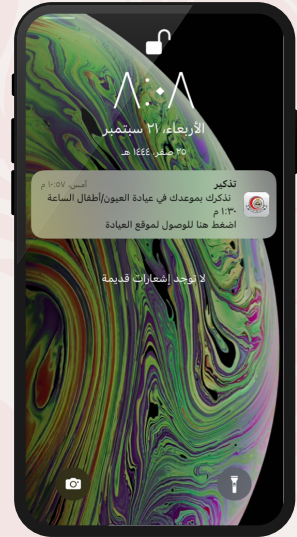 ٨:٠٨
الأربعاء، ٢١ سبتمبر
٢٥ صفر، ١٤٤٤ هـ
تذكير
أمس، ١٠:٥٧ م
نذكرك بموعدك في عيادة العيون/أطفال الساعة
١:٣٠ م
اضغط هنا للوصول لموقع العيادة
لا توجد إشعارات قديمة